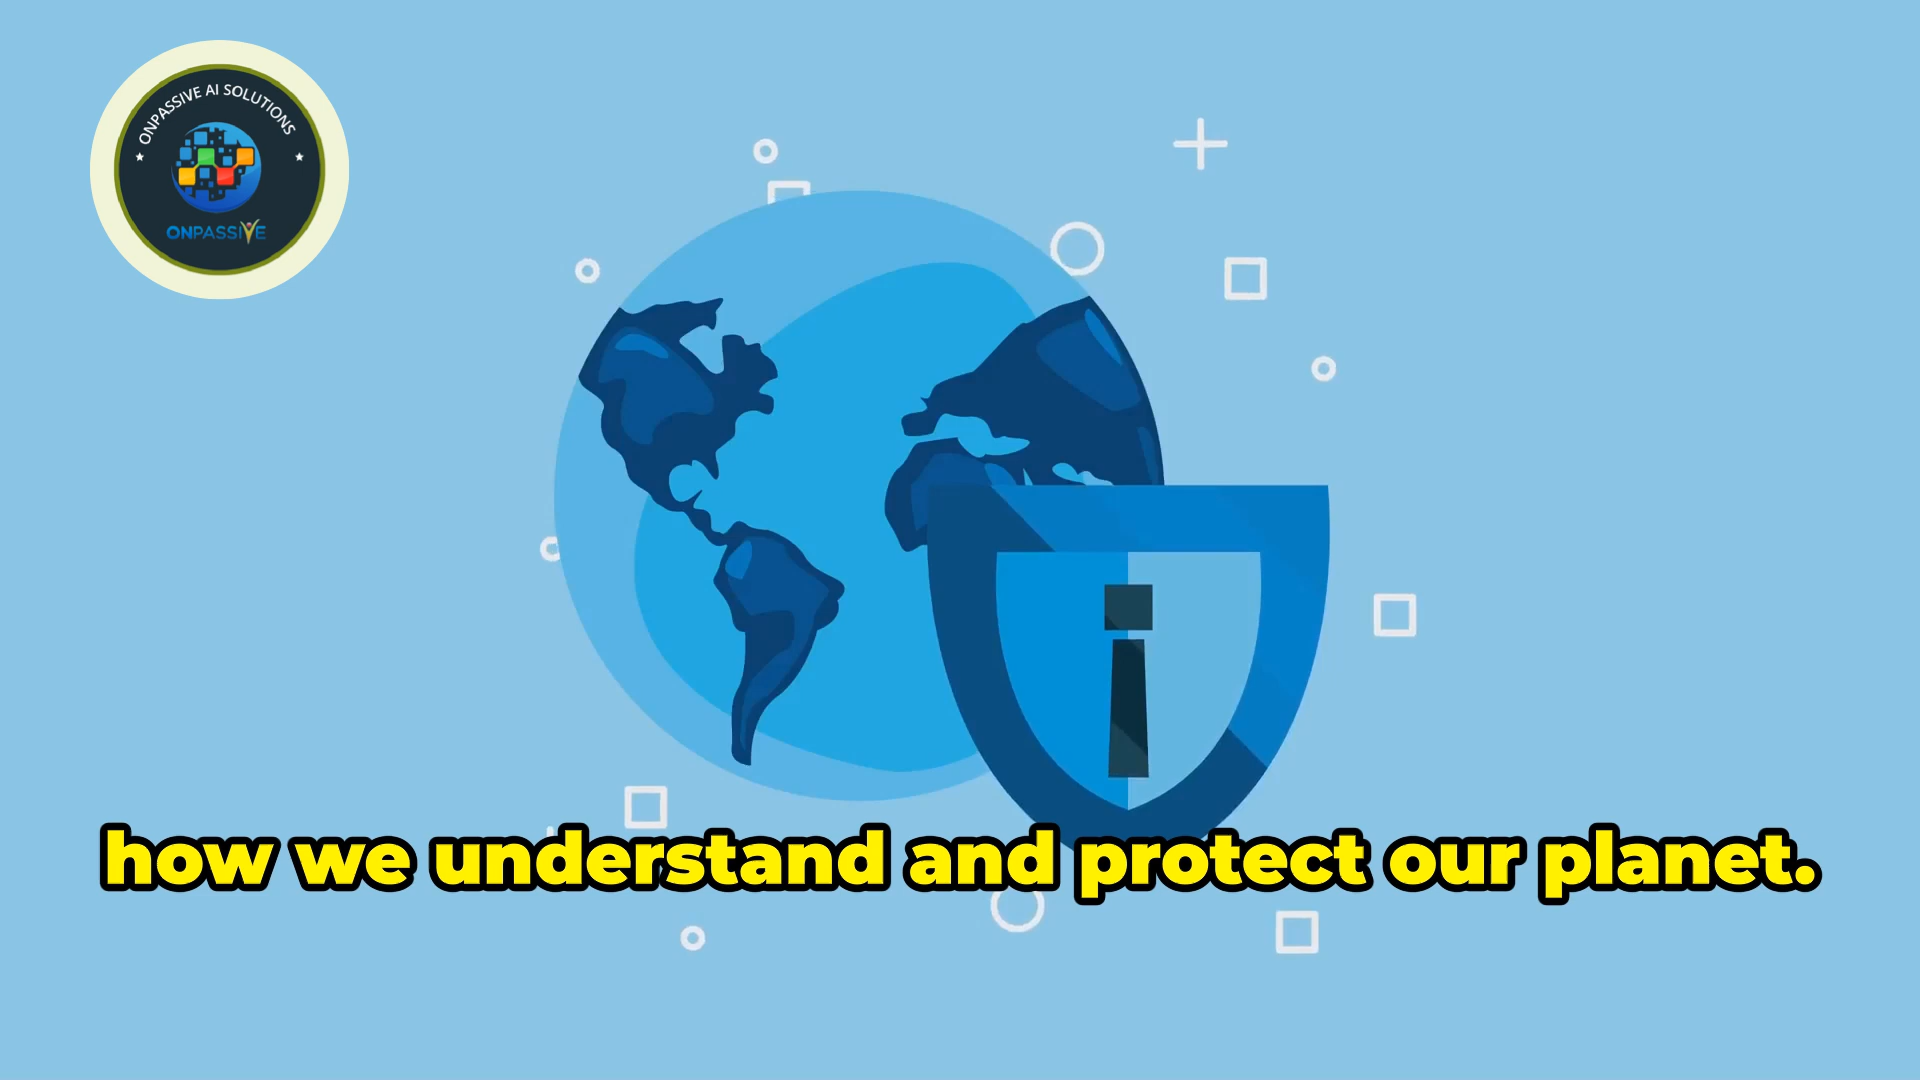 ONPASSIVE AI SOLUTIONS
ONPASSIVE
i
how we understand and protect our planet.